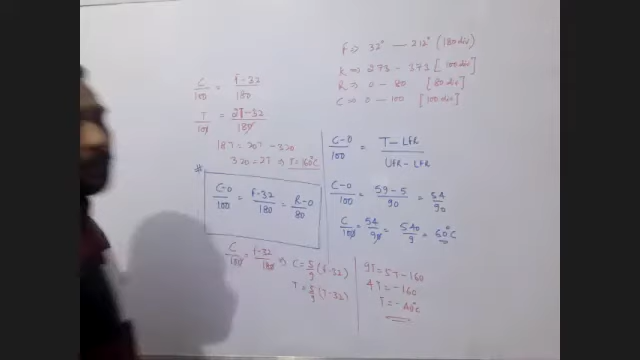 F ⇒ 32° — 212° (180 div)
K ⇒ 273 - 373 [100 div]
R ⇒ 0 - 80 [80 div]
C ⇒ 0 - 100 [100 div]
C/100 = F-32/180
T/100 = 2T-32/180
18T = 20T - 320
320 = 2T ⇒ T = 160°C
C-0/100 = F-32/180 = R-0/80
C/100 = F-32/180 ⇒ C = 5/9 (F-32)
T = 5/9 (T-32)
C-0/100 = T - LFR/UFR - LFR
C-0/100 = 59-5/90 = 54/90
C/100 = 54/90 = 540/9 = 60°C
9T = 5T - 160
4T = -160
T = -40°C